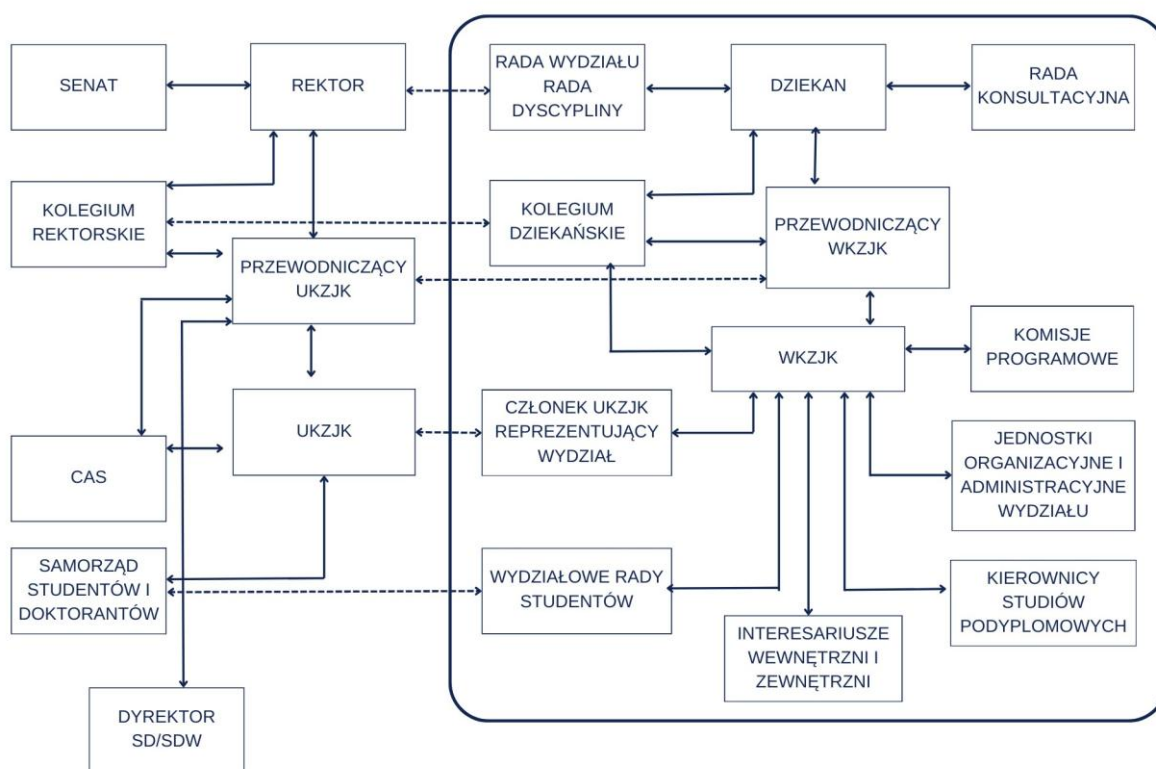 SENAT
REKTOR
RADA WYDZIAŁU
RADA
DYSCYPLINY
DZIEKAN
RADA
KONSULTACYJNA
KOLEGIUM
REKTORSKIE
KOLEGIUM
DZIEKAŃSKIE
PRZEWODNICZĄCY
WKZJK
PRZEWODNICZĄCY
UKZJK
WKZJK
KOMISJE
PROGRAMOWE
UKZJK
CZŁONEK UKZJK
REPREZENTUJĄCY
WYDZIAŁ
CAS
JEDNOSTKI
ORGANIZACYJNE I
ADMINISTRACYJNE
WYDZIAŁU
SAMORZĄD
STUDENTÓW I
DOKTORANTÓW
WYDZIAŁOWE RADY
STUDENTÓW
KIEROWNICY
STUDIÓW
PODYPLOMOWYCH
INTERESARIUSZE
WEWNĘTRZNI I
ZEWNĘTRZNI
DYREKTOR
SD/SDW